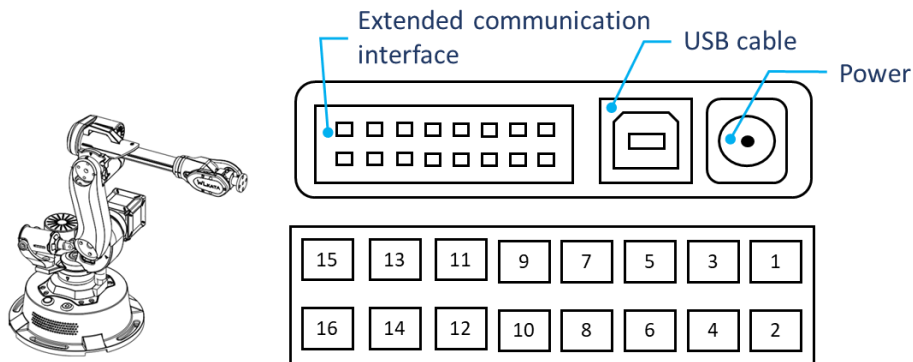 Extended communication
interface
USB cable
Power
WLKATA
15 13 11 9 7 5 3 1
16 14 12 10 8 6 4 2